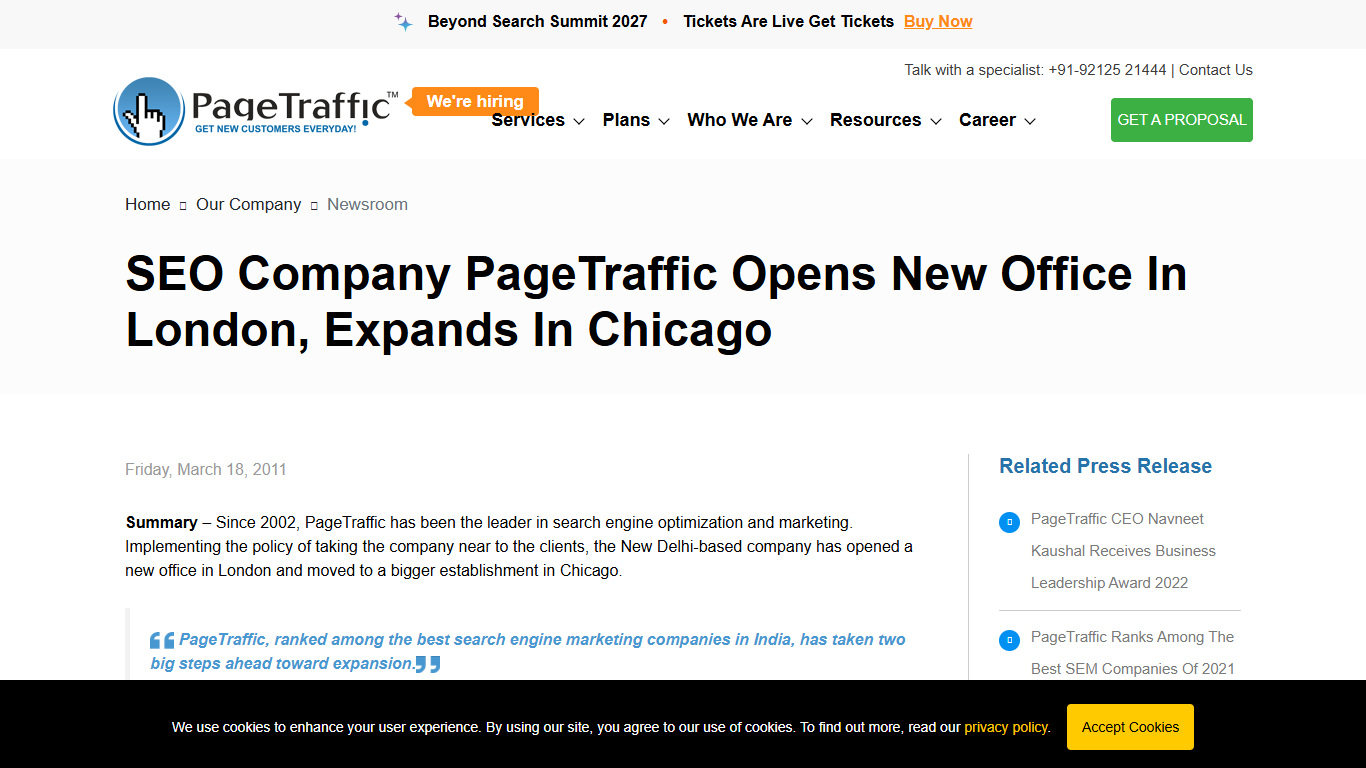 Beyond Search Summit 2027 • Tickets Are Live Get Tickets Buy Now
Talk with a specialist: +91-92125 21444 | Contact Us
PageTraffic™
GET NEW CUSTOMERS EVERYDAY!
We're hiring
Services Plans Who We Are Resources Career
GET A PROPOSAL
Home Our Company Newsroom
SEO Company PageTraffic Opens New Office In
London, Expands In Chicago
Friday, March 18, 2011
Summary – Since 2002, PageTraffic has been the leader in search engine optimization and marketing.
Implementing the policy of taking the company near to the clients, the New Delhi-based company has opened a
new office in London and moved to a bigger establishment in Chicago.
❝ PageTraffic, ranked among the best search engine marketing companies in India, has taken two
big steps ahead toward expansion.❞
Related Press Release
PageTraffic CEO Navneet
Kaushal Receives Business
Leadership Award 2022
PageTraffic Ranks Among The
Best SEM Companies Of 2021
We use cookies to enhance your user experience. By using our site, you agree to our use of cookies. To find out more, read our privacy policy.
Accept Cookies